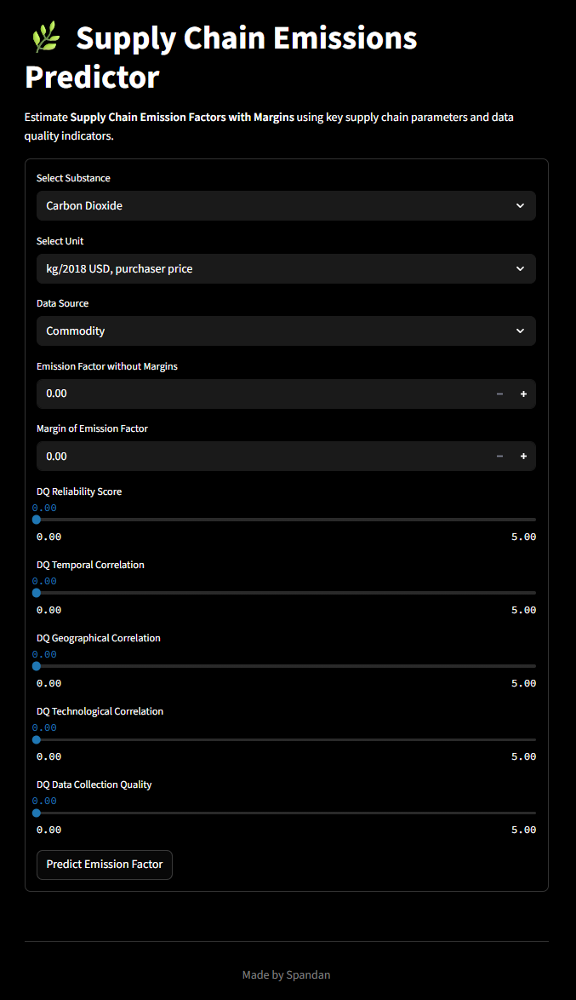 🌿 Supply Chain Emissions
Predictor
Estimate Supply Chain Emission Factors with Margins using key supply chain parameters and data
quality indicators.
Select Substance
Carbon Dioxide
Select Unit
kg/2018 USD, purchaser price
Data Source
Commodity
Emission Factor without Margins
0.00 − +
Margin of Emission Factor
0.00 − +
DQ Reliability Score
0.00
0.00 5.00
DQ Temporal Correlation
0.00
0.00 5.00
DQ Geographical Correlation
0.00
0.00 5.00
DQ Technological Correlation
0.00
0.00 5.00
DQ Data Collection Quality
0.00
0.00 5.00
Predict Emission Factor
Made by Spandan